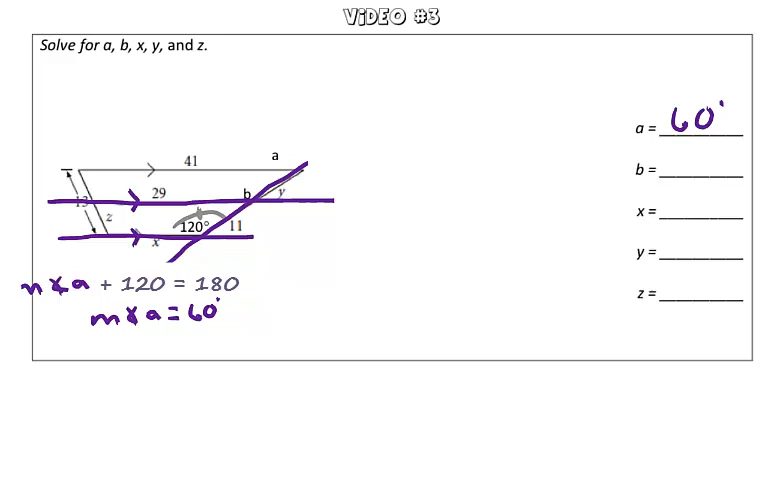 VIDEO #3
Solve for a, b, x, y, and z.
a = 60°
a
41
b =
29
b
y
13
z
x =
120°
11
x
y =
m∡a + 120 = 180
z =
m∡a = 60°